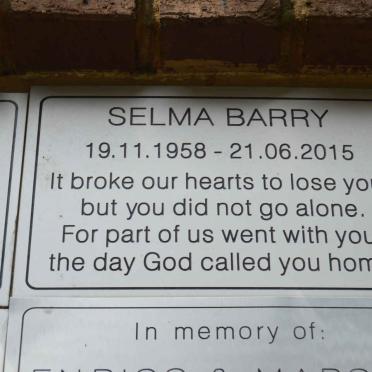 SELMA BARRY
19.11.1958 - 21.06.2015
It broke our hearts to lose yo
but you did not go alone.
For part of us went with you
the day God called you hom
In memory of: